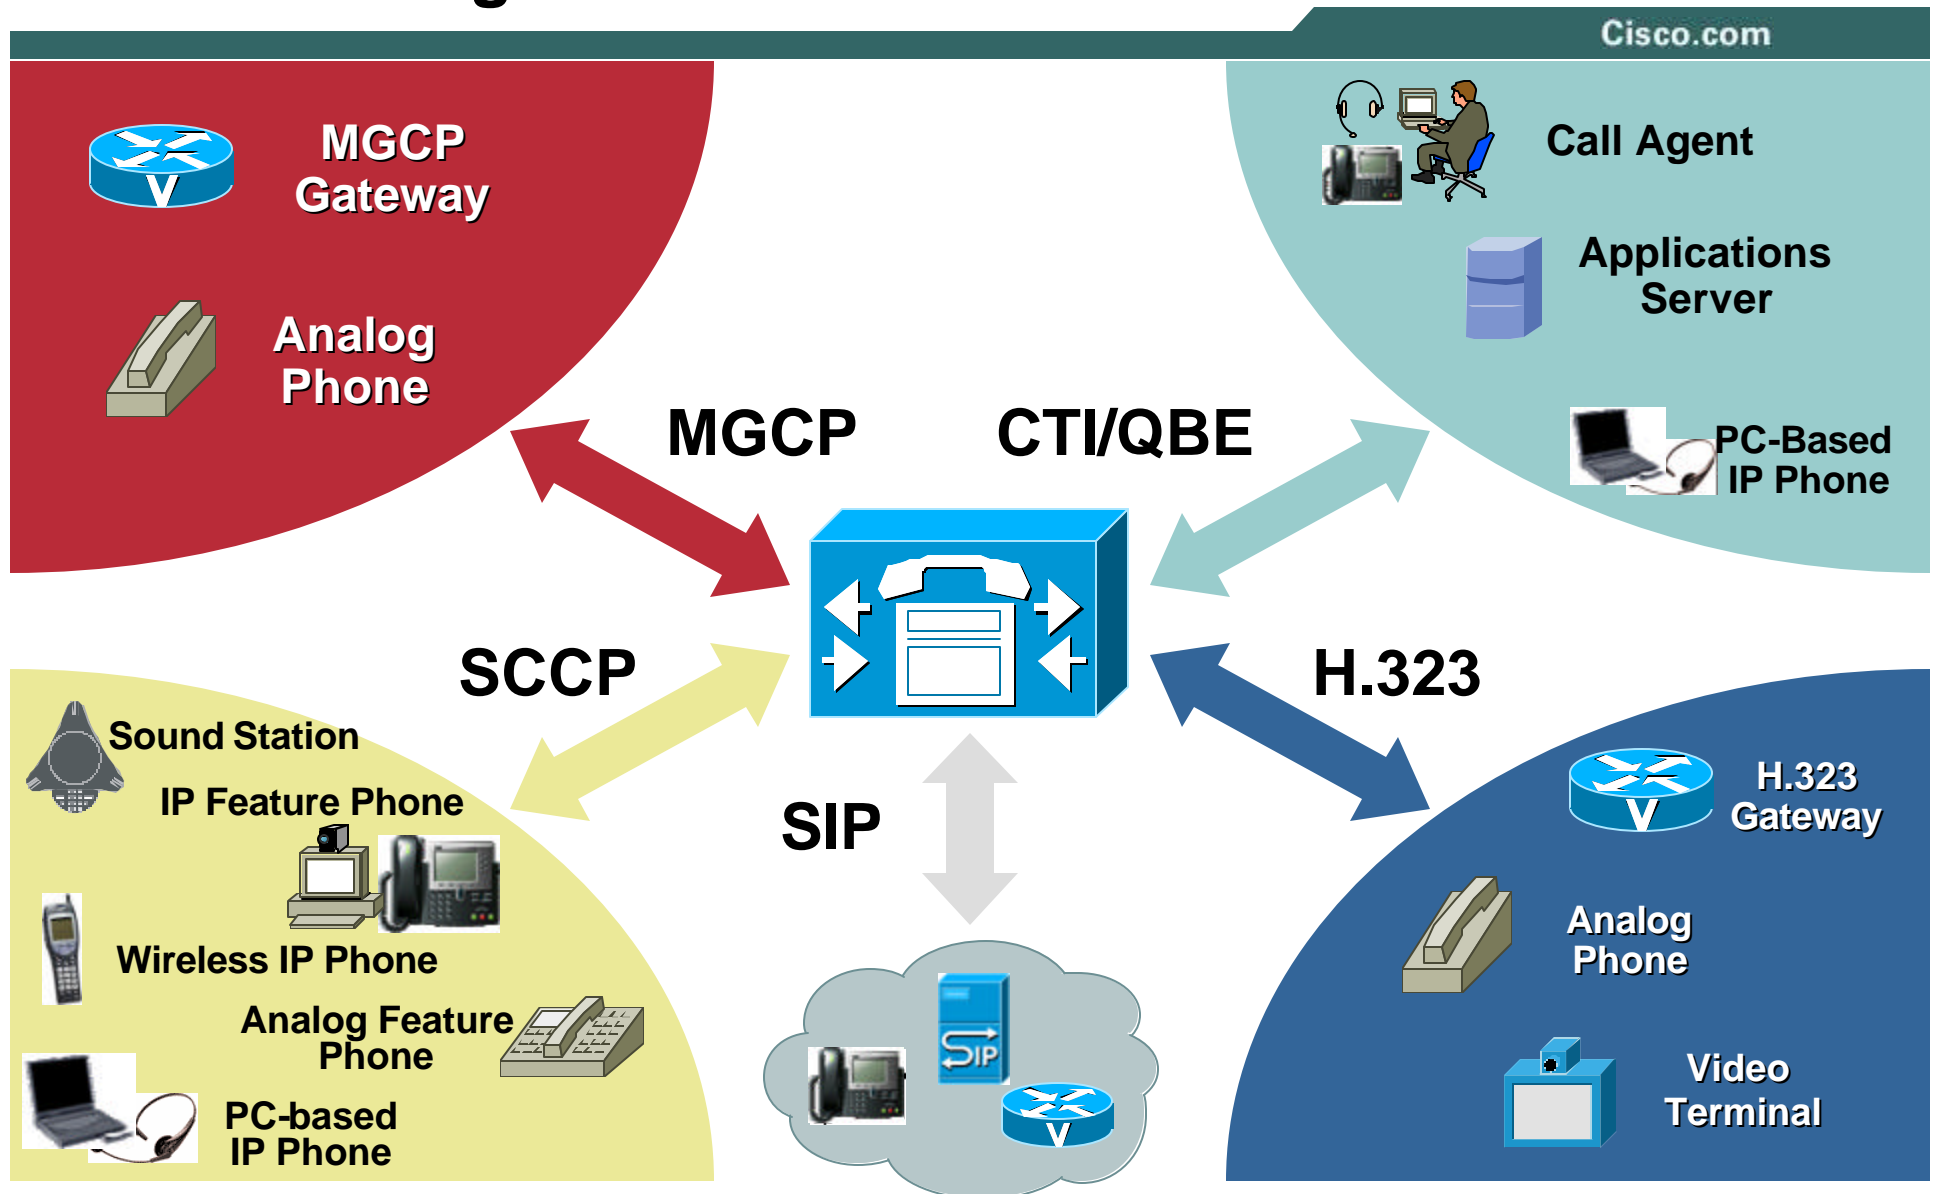 Cisco.com
MGCP
Gateway
Analog
Phone
Call Agent
Applications
Server
PC-Based
IP Phone
MGCP
CTI/QBE
SCCP
H.323
SIP
Sound Station
IP Feature Phone
Wireless IP Phone
Analog Feature
Phone
PC-based
IP Phone
SIP
V
V
H.323
Gateway
V
Analog
Phone
Video
Terminal